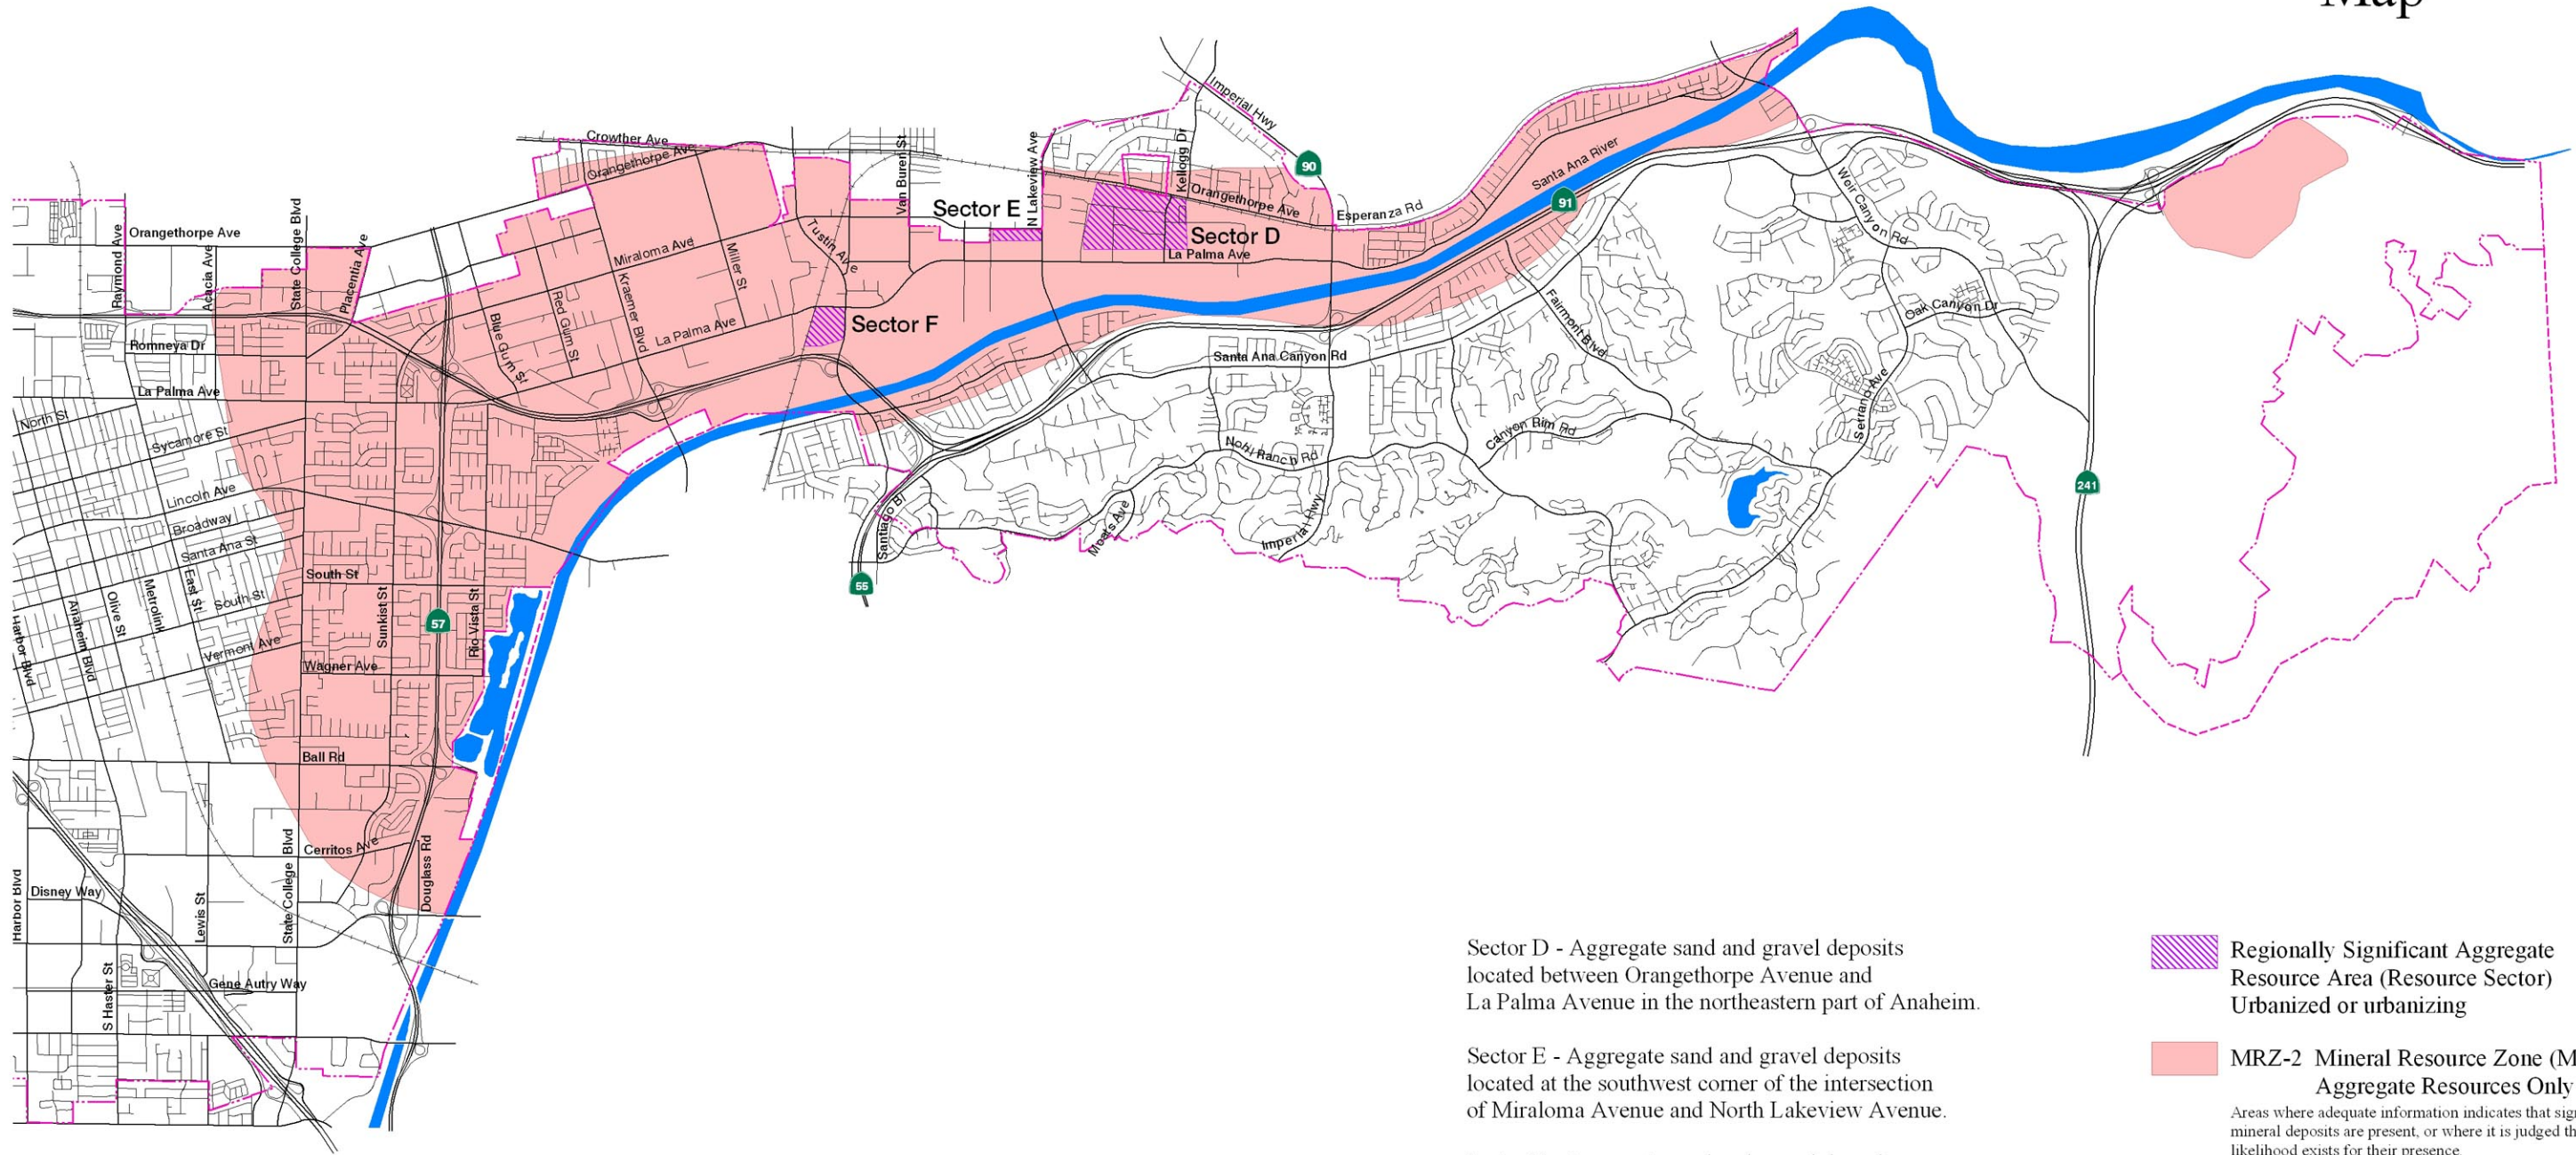 Map
Imperial Hwy
90
Crowther Ave
Orangethorpe Ave
Van Buren St
N Lakeview Ave
Kellogg Dr
Orangethorpe Ave
Esperanza Rd
Santa Ana River
91
Weir Canyon Rd
Sector E
Sector D
La Palma Ave
Raymond Ave
Orangethorpe Ave
Acacia Ave
State College Blvd
Placentia Ave
Tustin Ave
Miraloma Ave
Miller St
Kraemer Blvd
Red Gum St
Blue Gum St
La Palma Ave
Sector F
Fairmont Blvd
Oak Canyon Dr
Romneya Dr
Santa Ana Canyon Rd
La Palma Ave
North St
Sycamore St
Serrano Ave
Canyon Rim Rd
Nohl Ranch Rd
Lincoln Ave
Broadway
Santa Ana St
241
Santiago Bl
Moats Ave
Imperial Hwy
55
South St
East St
South St
Metrolink
Olive St
Anaheim Blvd
Harbor Blvd
Sunkist St
57
Rio Vista St
Vermont Ave
Wagner Ave
Ball Rd
Cerritos Ave
State College Blvd
Douglass Rd
Disney Way
Harbor Blvd
Lewis St
S Haster St
Gene Autry Way
Sector D - Aggregate sand and gravel deposits
located between Orangethorpe Avenue and
La Palma Avenue in the northeastern part of Anaheim.
Sector E - Aggregate sand and gravel deposits
located at the southwest corner of the intersection
of Miraloma Avenue and North Lakeview Avenue.
Regionally Significant Aggregate
Resource Area (Resource Sector)
Urbanized or urbanizing
MRZ-2 Mineral Resource Zone (M
Aggregate Resources Only
Areas where adequate information indicates that sig
mineral deposits are present, or where it is judged th
likelihood exists for their presence.